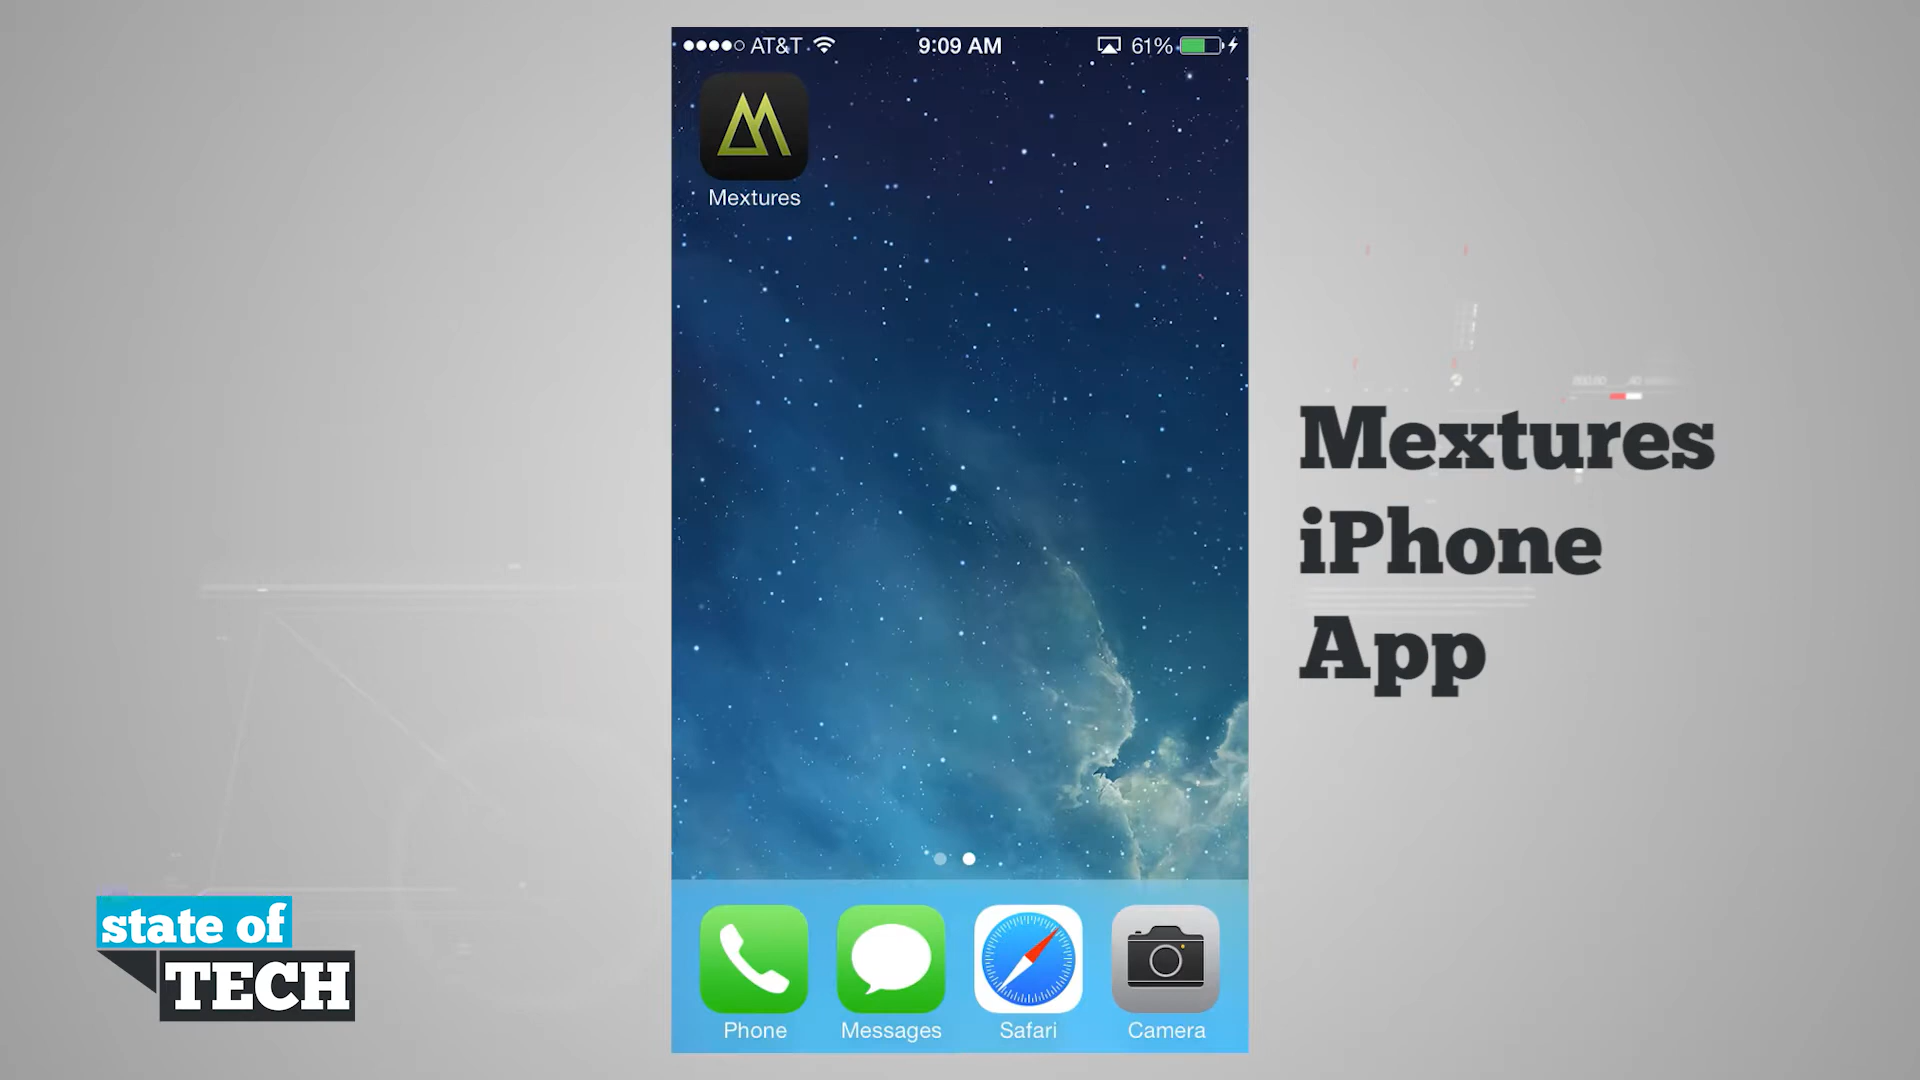 AT&T 9:09 AM 61%
Mextures
Mextures
iPhone
App
state of
TECH
Phone Messages Safari Camera